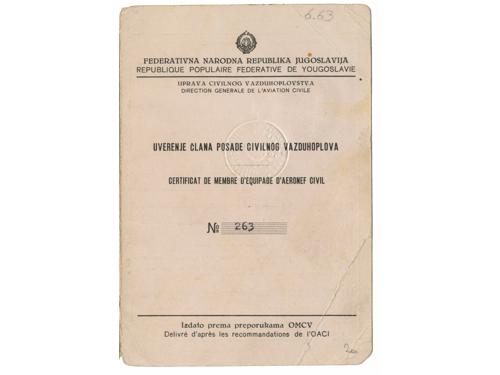 6.63
FEDERATIVNA NARODNA REPUBLIKA JUGOSLAVIJA
REPUBLIQUE POPULAIRE FEDERATIVE DE YOUGOSLAVIE
UPRAVA CIVILNOG VAZDUHOPLOVSTVA
DIRECTION GENERALE DE L'AVIATION CIVILE
UVERENJE CLANA POSADE CIVILNOG VAZDUHOPLOVA
CERTIFICAT DE MEMBRE D'EQUIPAGE D'AERONEF CIVIL
№ 263
Izdato prema preporukama OMCV
Delivré d'après les recommandations de l'OACI